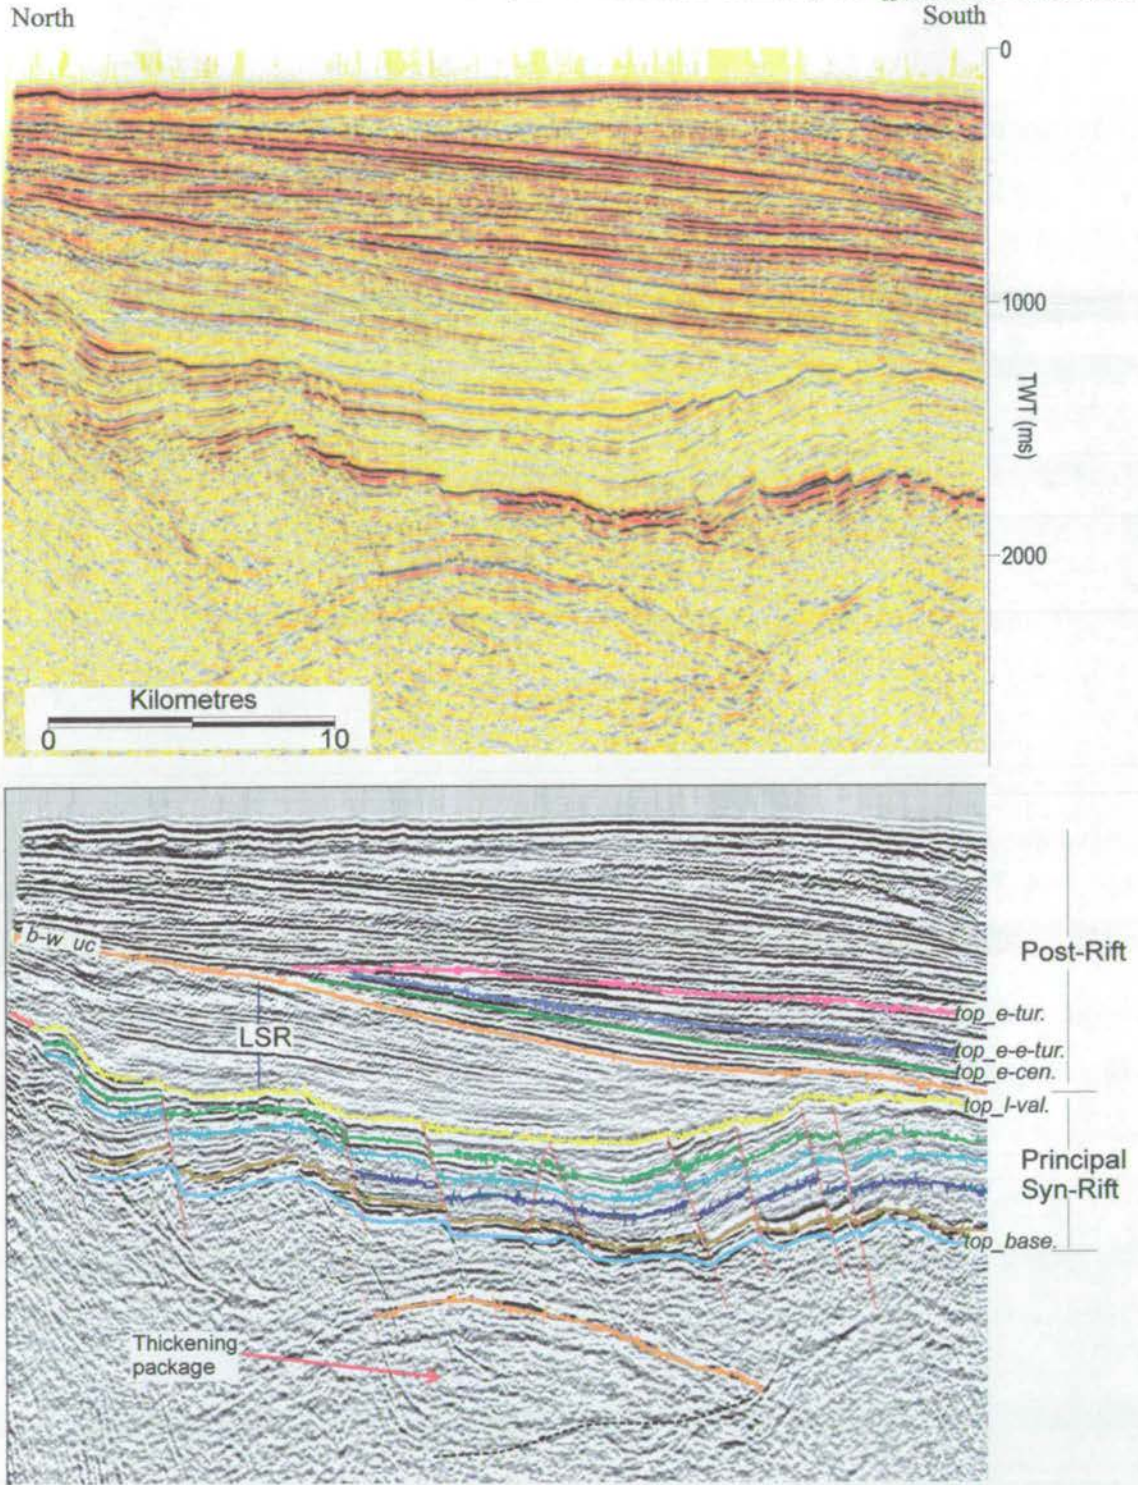 North
South
0
1000
TWT (ms)
2000
Kilometres
0 10
b-w_uc
LSR
Post-Rift
top_e-tur.
top_e-e-tur.
top_e-cen.
top_l-val.
Principal
Syn-Rift
top_base.
Thickening
package